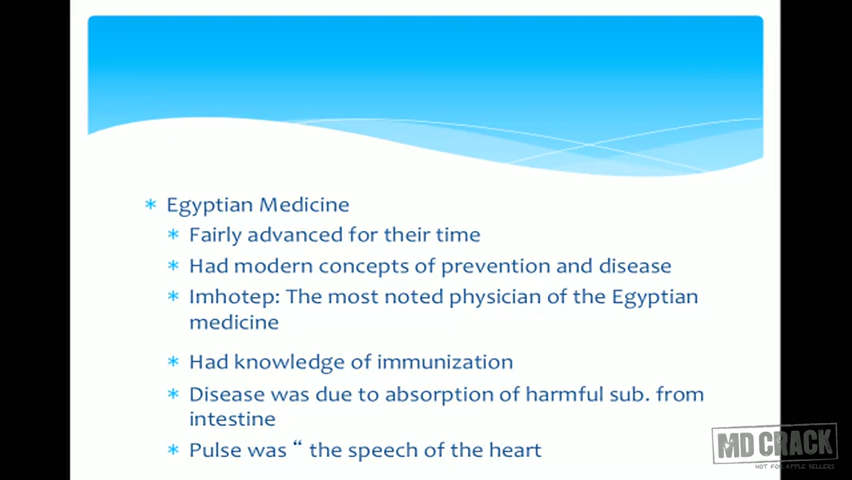 Egyptian Medicine
Fairly advanced for their time
Had modern concepts of prevention and disease
Imhotep: The most noted physician of the Egyptian
medicine
Had knowledge of immunization
Disease was due to absorption of harmful sub. from
intestine
Pulse was “ the speech of the heart
MD CRACK
NOT FOR APPLE SELLERS